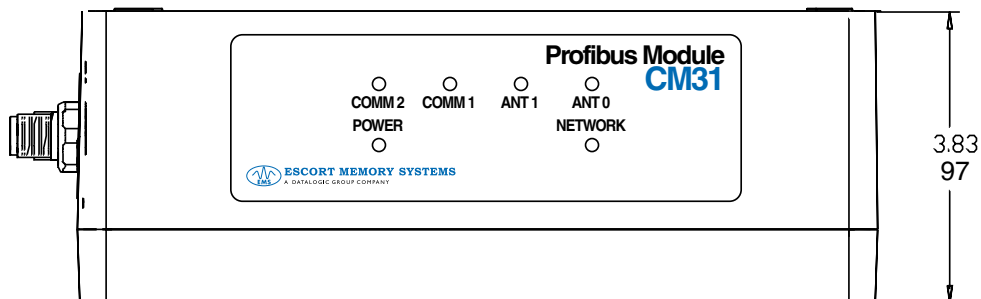 Profibus Module
CM31
COMM 2 COMM 1 ANT 1 ANT 0
POWER NETWORK
EMS
ESCORT MEMORY SYSTEMS
A DATALOGIC GROUP COMPANY
3.83
97